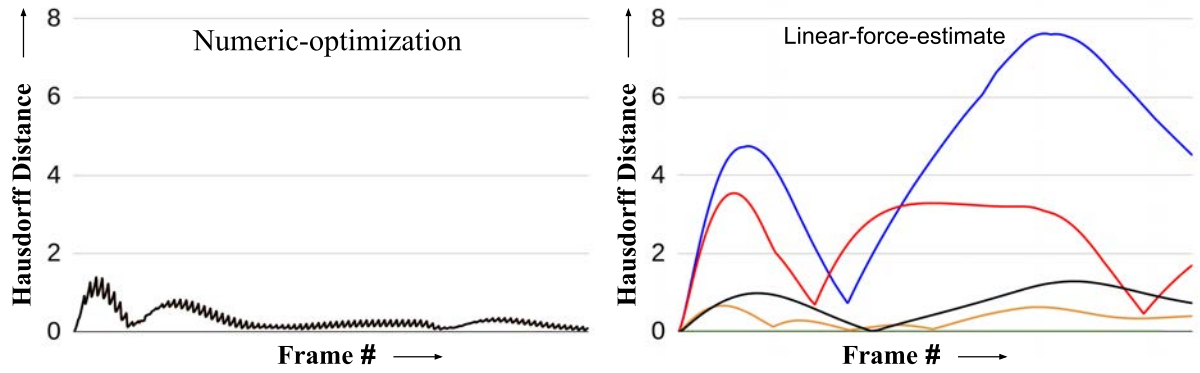 Numeric-optimization
Hausdorff Distance
8
6
4
2
0
Frame #
Linear-force-estimate
Hausdorff Distance
8
6
4
2
0
Frame #